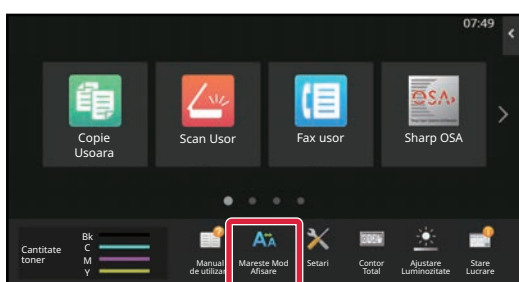 07:49
Copie
Usoara
Scan Usor
Fax usor
OSA
Sharp OSA
Cantitate
toner
Bk
C
M
Y
Manual
de utilizare
Mareste Mod
Afisare
Setari
Contor
Total
Ajustare
Luminozitate
Stare
Lucrare